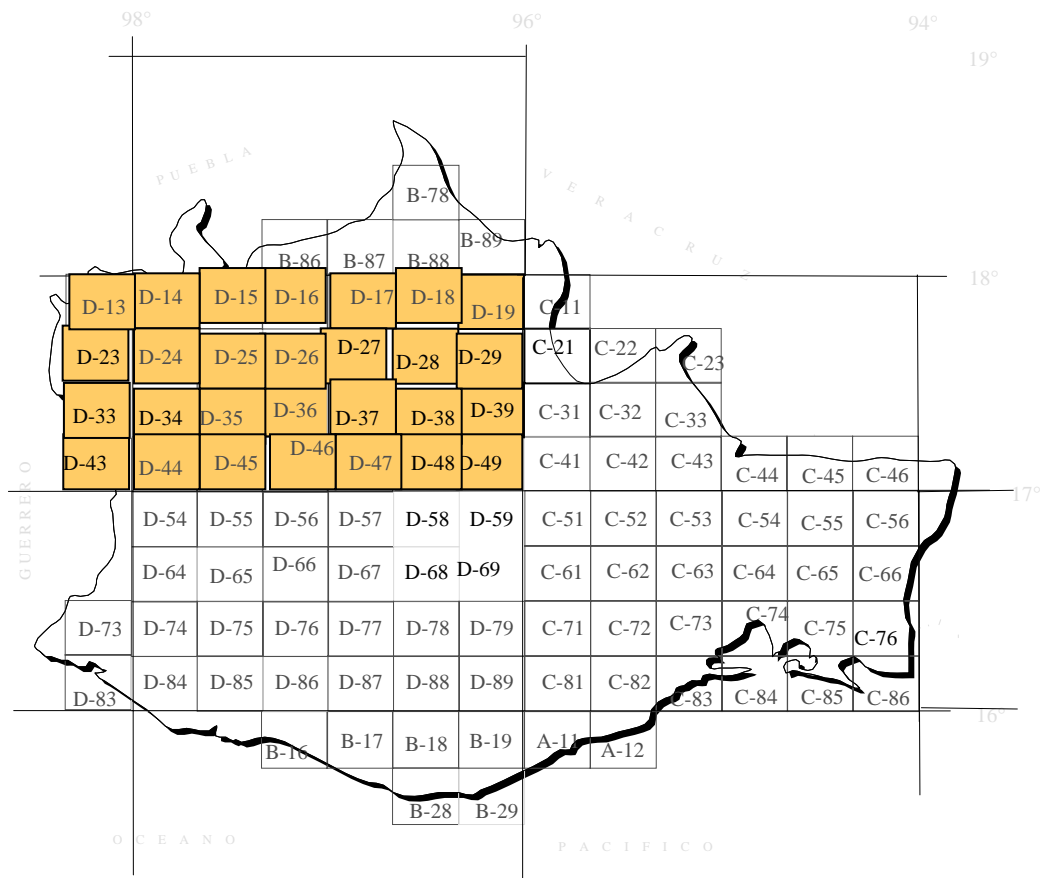 98° 96° 94°
19°
PUEBLA
VERACRUZ
B-78
B-89
B-86 B-87 B-88
18°
D-13 D-14 D-15 D-16 D-17 D-18 D-19 C-11
D-23 D-24 D-25 D-26 D-27 D-28 D-29 C-21 C-22 C-23
D-33 D-34 D-35 D-36 D-37 D-38 D-39 C-31 C-32 C-33
D-43 D-44 D-45 D-46 D-47 D-48 D-49 C-41 C-42 C-43 C-44 C-45 C-46
GUERRERO
17°
D-54 D-55 D-56 D-57 D-58 D-59 C-51 C-52 C-53 C-54 C-55 C-56
D-64 D-65 D-66 D-67 D-68 D-69 C-61 C-62 C-63 C-64 C-65 C-66
D-73 D-74 D-75 D-76 D-77 D-78 D-79 C-71 C-72 C-73 C-74 C-75 C-76
D-83 D-84 D-85 D-86 D-87 D-88 D-89 C-81 C-82 C-83 C-84 C-85 C-86
16°
B-16 B-17 B-18 B-19 A-11 A-12
B-28 B-29
OCEANO PACIFICO